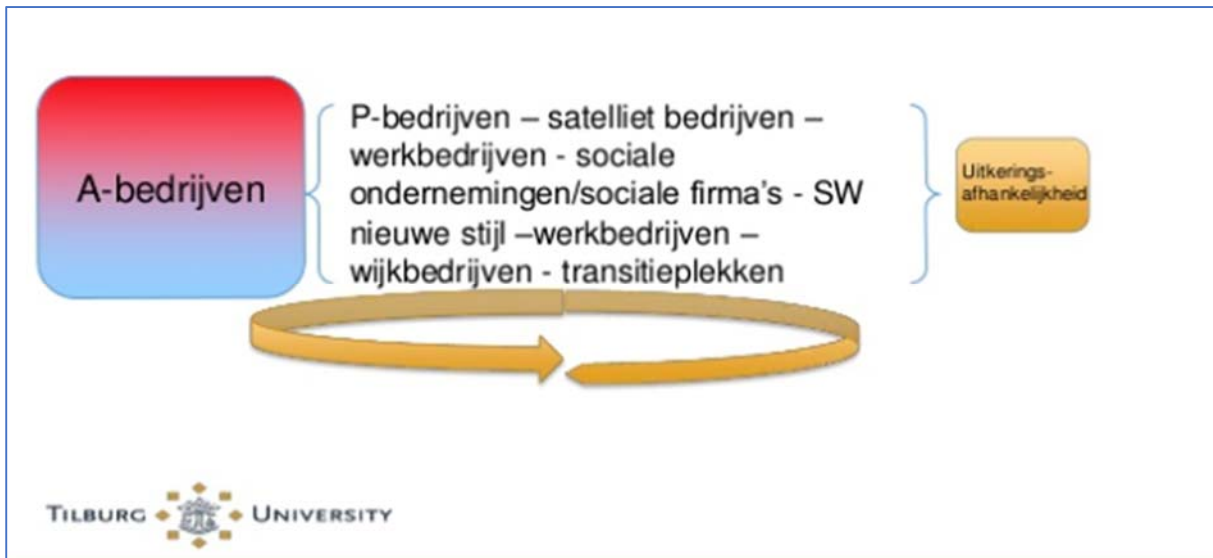 A-bedrijven
P-bedrijven – satelliet bedrijven –
werkbedrijven - sociale
ondernemingen/sociale firma's - SW
nieuwe stijl –werkbedrijven –
wijkbedrijven - transitieplekken
Uitkerings-
afhankelijkheid
TILBURG UNIVERSITY